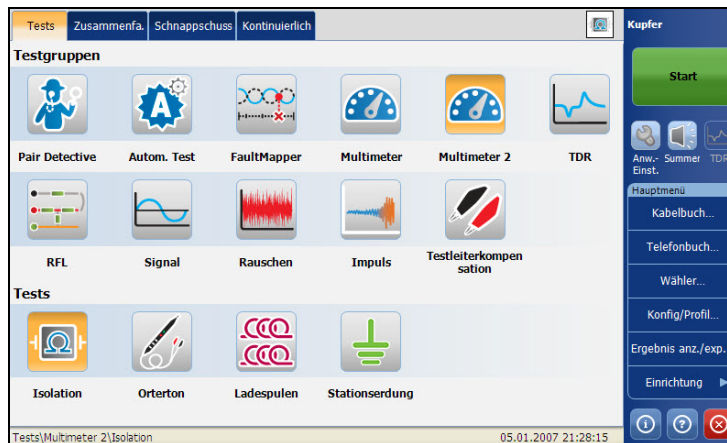 Tests Zusammenfa. Schnappschuss Kontinuierlich
Kupfer
Testgruppen
Start
Pair Detective Autom. Test FaultMapper Multimeter Multimeter 2 TDR
Anw.-Einst. Summer TDR
Hauptmenü
Kabelbuch...
RFL Signal Rauschen Impuls Testleiterkompen
sation
Telefonbuch...
Tests
Wähler...
Konfig/Profil...
Ergebnis anz./exp.
Isolation Orterton Ladespulen Stationserdung
Einrichtung
Tests\Multimeter 2\Isolation 05.01.2007 21:28:15